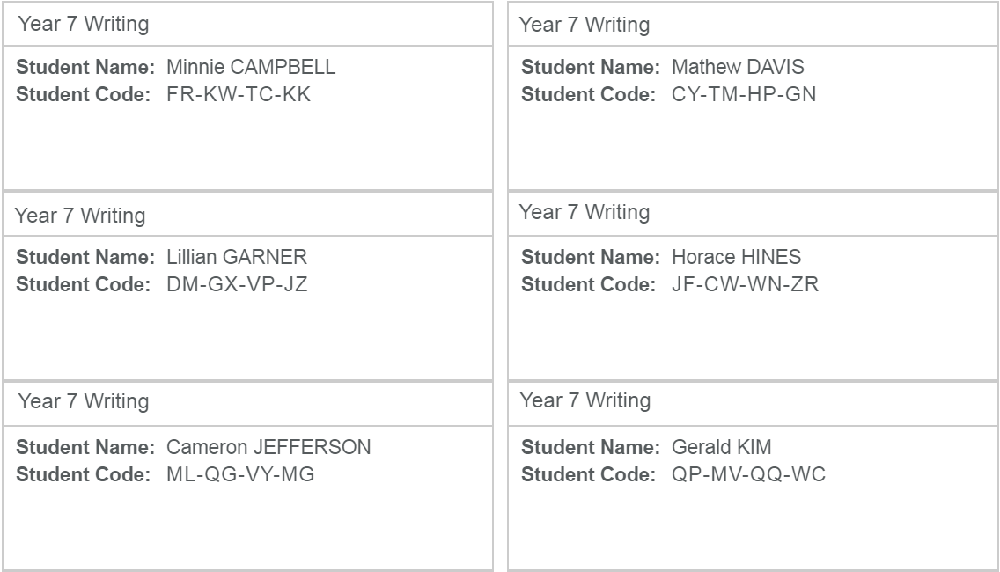 Year 7 Writing
Student Name: Minnie CAMPBELL
Student Code: FR-KW-TC-KK
Year 7 Writing
Student Name: Mathew DAVIS
Student Code: CY-TM-HP-GN
Year 7 Writing
Student Name: Lillian GARNER
Student Code: DM-GX-VP-JZ
Year 7 Writing
Student Name: Horace HINES
Student Code: JF-CW-WN-ZR
Year 7 Writing
Student Name: Cameron JEFFERSON
Student Code: ML-QG-VY-MG
Year 7 Writing
Student Name: Gerald KIM
Student Code: QP-MV-QQ-WC